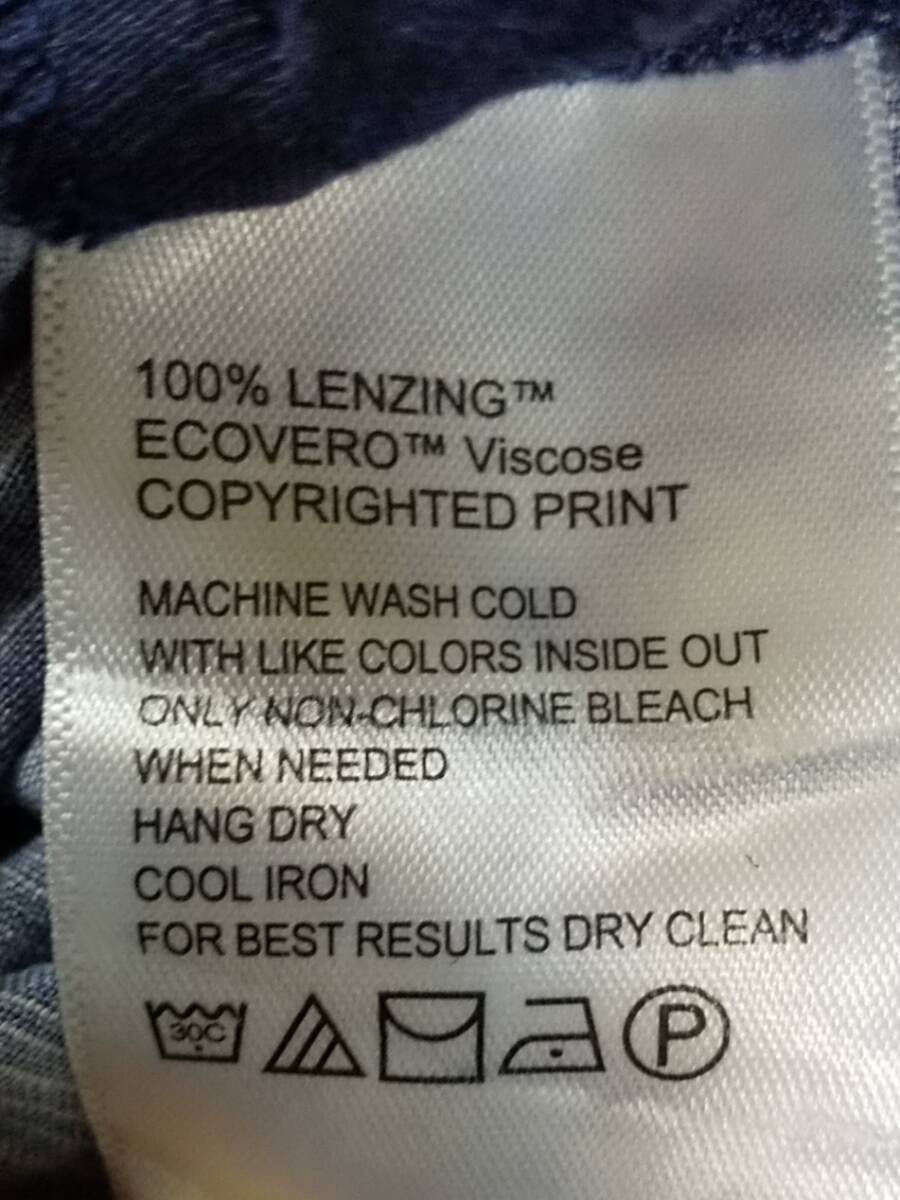 100% LENZING™
ECOVERO™ Viscose
COPYRIGHTED PRINT
MACHINE WASH COLD
WITH LIKE COLORS INSIDE OUT
ONLY NON-CHLORINE BLEACH
WHEN NEEDED
HANG DRY
COOL IRON
FOR BEST RESULTS DRY CLEAN
30C P